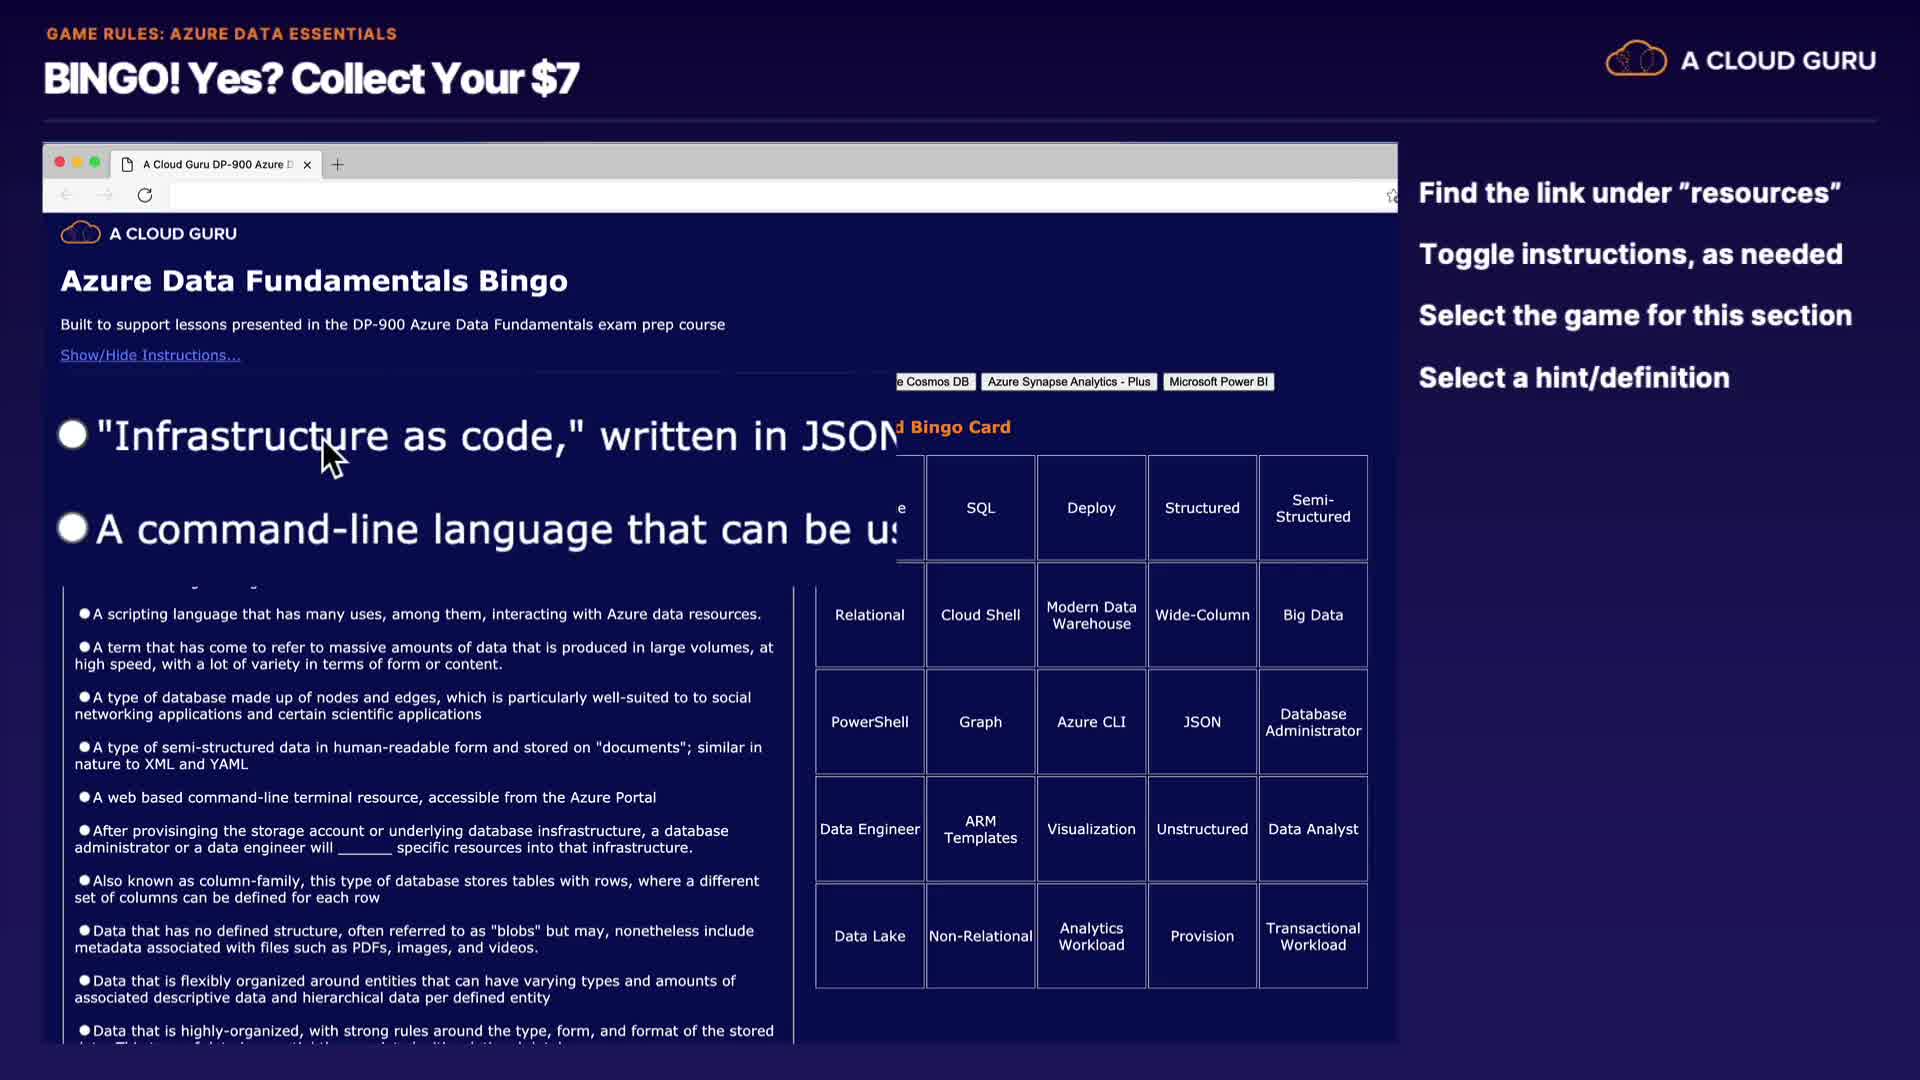 GAME RULES: AZURE DATA ESSENTIALS
BINGO! Yes? Collect Your $7
A CLOUD GURU
A Cloud Guru DP-900 Azure
A CLOUD GURU
Azure Data Fundamentals Bingo
Built to support lessons presented in the DP-900 Azure Data Fundamentals exam prep course
Show/Hide Instructions...
e Cosmos DB
Azure Synapse Analytics - Plus
Microsoft Power BI
"Infrastructure as code," written in JSON
A command-line language that can be
A scripting language that has many uses, among them, interacting with Azure data resources.
A term that has come to refer to massive amounts of data that is produced in large volumes, at
high speed, with a lot of variety in terms of form or content.
A type of database made up of nodes and edges, which is particularly well-suited to to social
networking applications and certain scientific applications
A type of semi-structured data in human-readable form and stored on "documents"; similar in
nature to XML and YAML
A web based command-line terminal resource, accessible from the Azure Portal
After provisinging the storage account or underlying database insfrastructure, a database
administrator or a data engineer will ______ specific resources into that infrastructure.
Also known as column-family, this type of database stores tables with rows, where a different
set of columns can be defined for each row
Data that has no defined structure, often referred to as "blobs" but may, nonetheless include
metadata associated with files such as PDFs, images, and videos.
Data that is flexibly organized around entities that can have varying types and amounts of
associated descriptive data and hierarchical data per defined entity
Data that is highly-organized, with strong rules around the type, form, and format of the stored
d Bingo Card
e
SQL
Deploy
Structured
Semi-
Structured
Relational
Cloud Shell
Modern Data
Warehouse
Wide-Column
Big Data
PowerShell
Graph
Azure CLI
JSON
Database
Administrator
Data Engineer
ARM
Templates
Visualization
Unstructured
Data Analyst
Data Lake
Non-Relational
Analytics
Workload
Provision
Transactional
Workload
Find the link under "resources"
Toggle instructions, as needed
Select the game for this section
Select a hint/definition